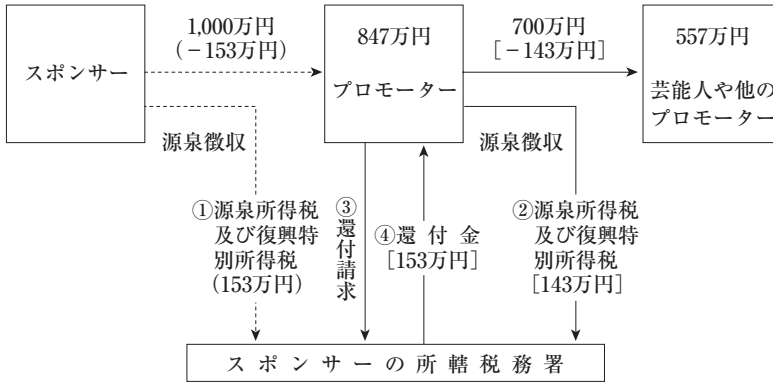 1,000万円
(－153万円)
スポンサー
847万円
プロモーター
700万円
[－143万円]
557万円
芸能人や他の
プロモーター
源泉徴収
源泉徴収
①源泉所得税
及び復興特
別所得税
(153万円)
③還付請求
④還付金
[153万円]
②源泉所得税
及び復興特
別所得税
[143万円]
スポンサーの所轄税務署